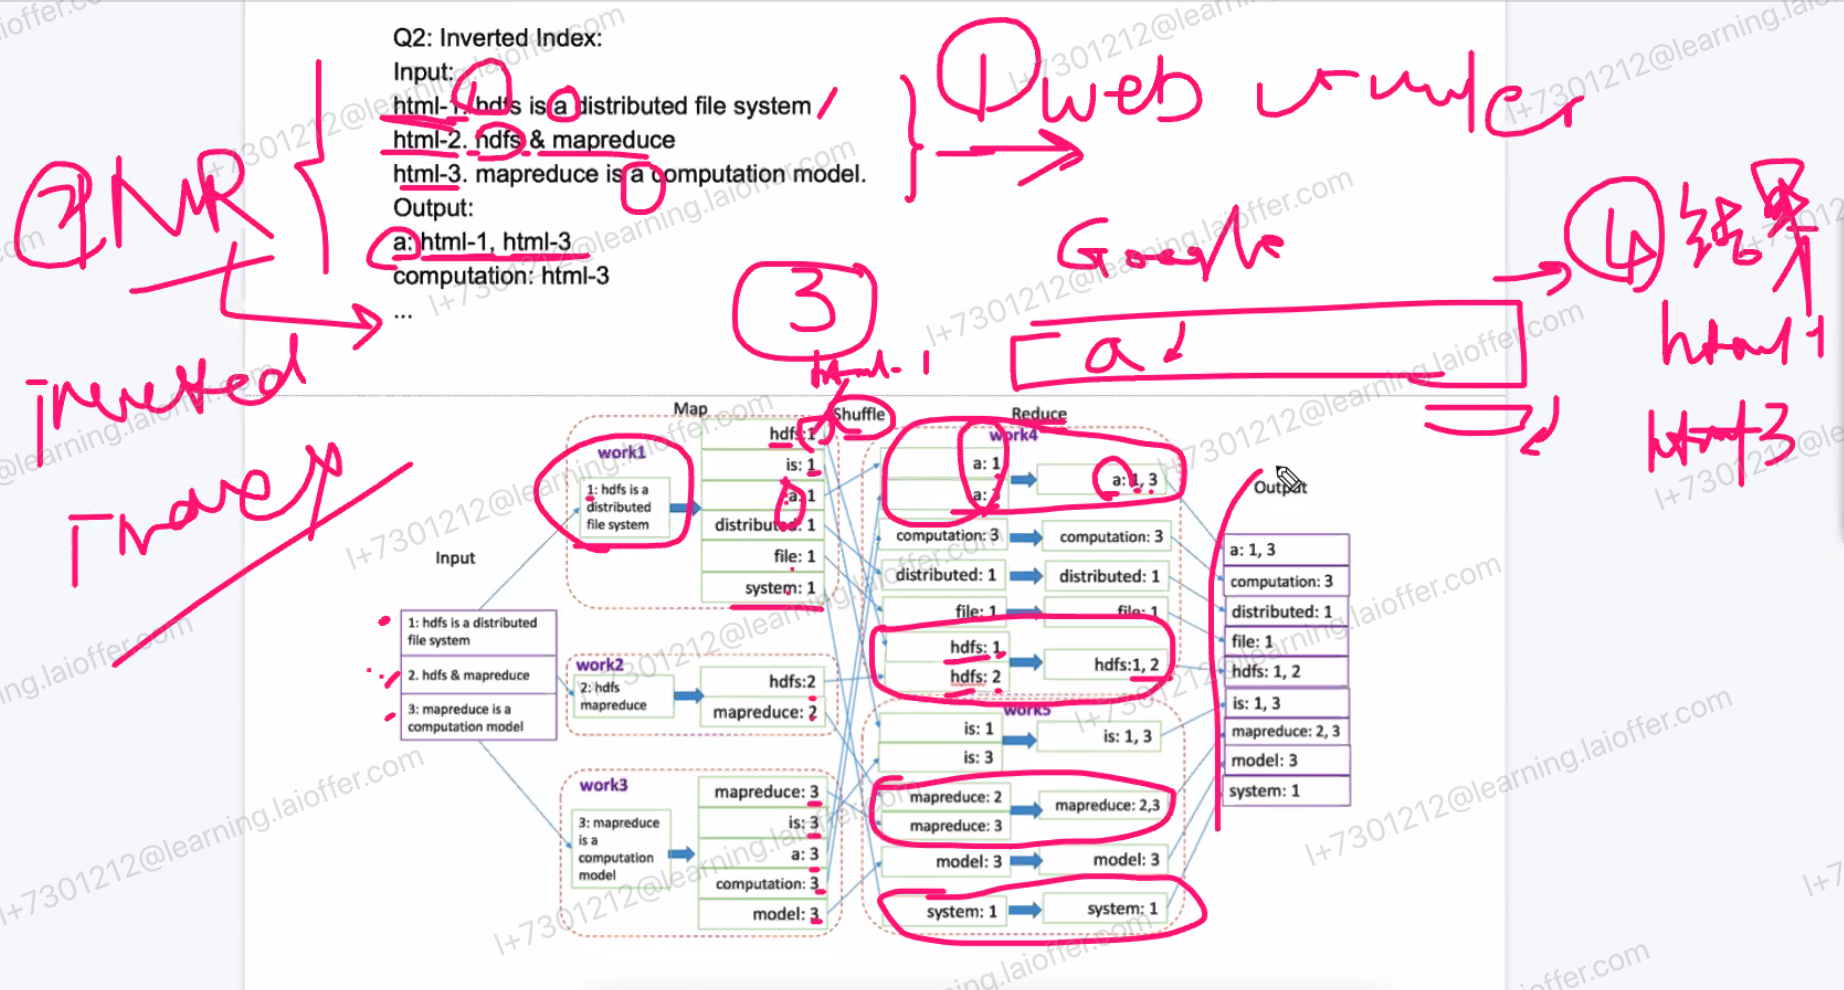 Q2: Inverted Index:
Input:
html-1. hdfs is a distributed file system
html-2. hdfs & mapreduce
html-3. mapreduce is a computation model.
Output:
a: html-1, html-3
computation: html-3
...
① web
② MR
Inverted
Index
3
html-1
Google
a
④ 结果
html1
html3
Map
Shuffle
Reduce
Input
1: hdfs is a distributed
file system
2. hdfs & mapreduce
3: mapreduce is a
computation model
work1
1: hdfs is a
distributed
file system
hdfs:1
is: 1
a: 1
distributed: 1
file: 1
system: 1
work2
2: hdfs
mapreduce
hdfs:2
mapreduce: 2
work3
3: mapreduce
is a
computation
model
mapreduce: 3
is: 3
a: 3
computation: 3
model: 3
work4
a: 1
a: 3
a: 1, 3
computation: 3
computation: 3
distributed: 1
distributed: 1
file: 1
file: 1
hdfs: 1
hdfs: 2
hdfs:1, 2
work5
is: 1
is: 3
is: 1, 3
mapreduce: 2
mapreduce: 3
mapreduce: 2,3
model: 3
model: 3
system: 1
system: 1
Output
a: 1, 3
computation: 3
distributed: 1
file: 1
hdfs: 1, 2
is: 1, 3
mapreduce: 2, 3
model: 3
system: 1
l+7301212@learning.laioffer.com